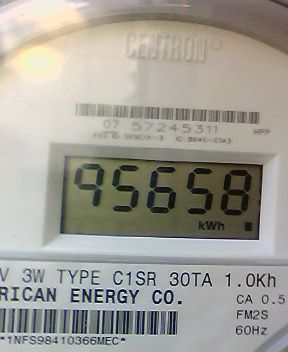 CENTRON®
07 57245311
HPP
95658
kWh
V 3W TYPE C1SR 30TA 1.0Kh
RICAN ENERGY CO.
CA 0.5
FM2S
60Hz
*1NFS98410366MEC*